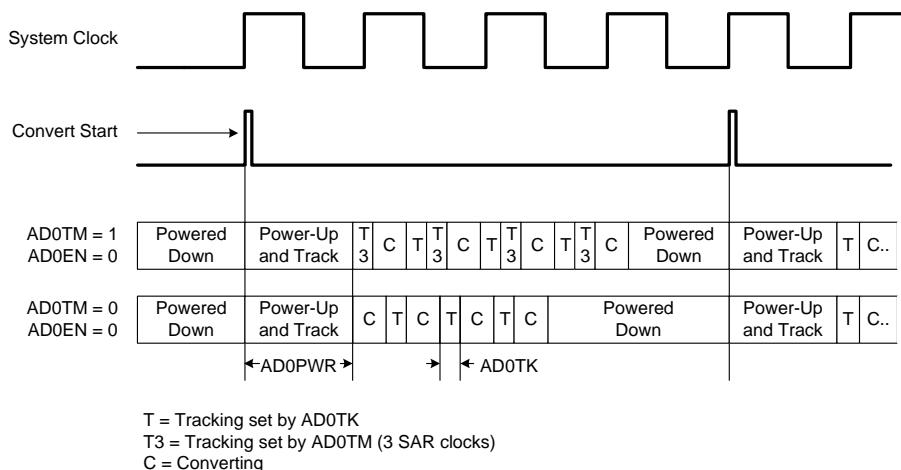 System Clock
Convert Start
AD0TM = 1
AD0EN = 0
Powered
Down
Power-Up
and Track
T
3
C
T
T
3
C
T
T
3
C
T
T
3
C
Powered
Down
Power-Up
and Track
T
C..
AD0TM = 0
AD0EN = 0
Powered
Down
Power-Up
and Track
C
T
C
T
C
T
C
Powered
Down
Power-Up
and Track
T
C..
AD0PWR
AD0TK
T = Tracking set by AD0TK
T3 = Tracking set by AD0TM (3 SAR clocks)
C = Converting